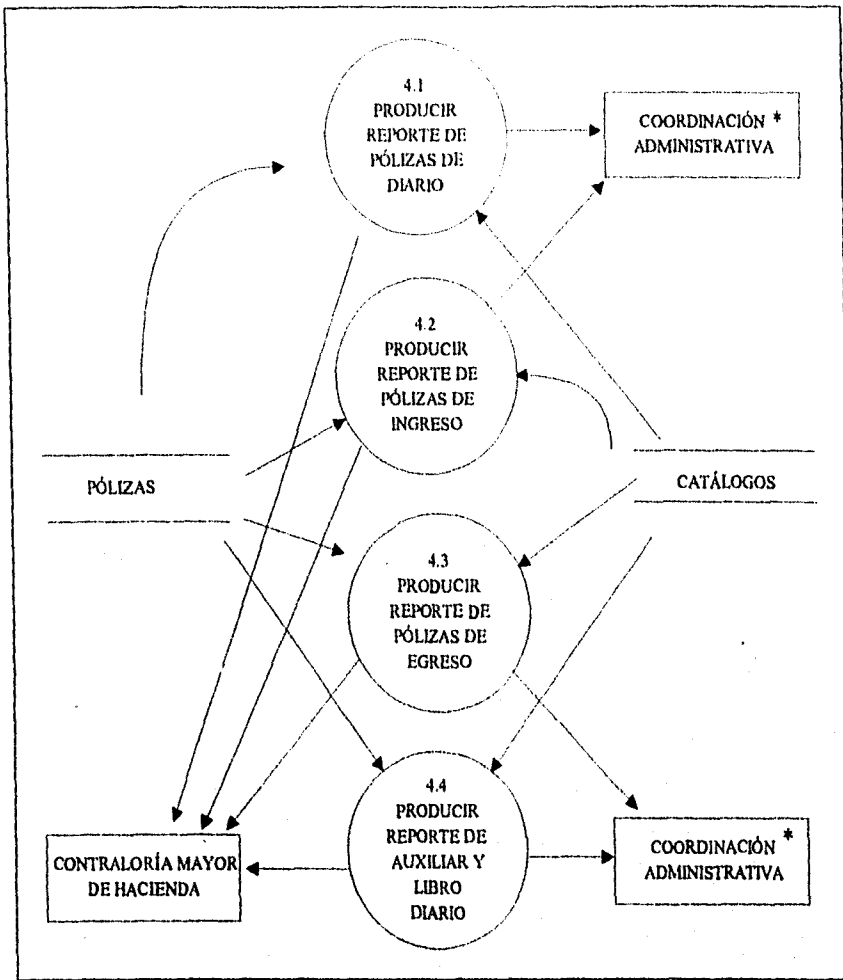 4.1
PRODUCIR
REPORTE DE
PÓLIZAS DE
DIARIO
COORDINACIÓN *
ADMINISTRATIVA
4.2
PRODUCIR
REPORTE DE
PÓLIZAS DE
INGRESO
PÓLIZAS
CATÁLOGOS
4.3
PRODUCIR
REPORTE DE
PÓLIZAS DE
EGRESO
4.4
PRODUCIR
REPORTE DE
AUXILIAR Y
LIBRO
DIARIO
CONTRALORÍA MAYOR
DE HACIENDA
COORDINACIÓN *
ADMINISTRATIVA